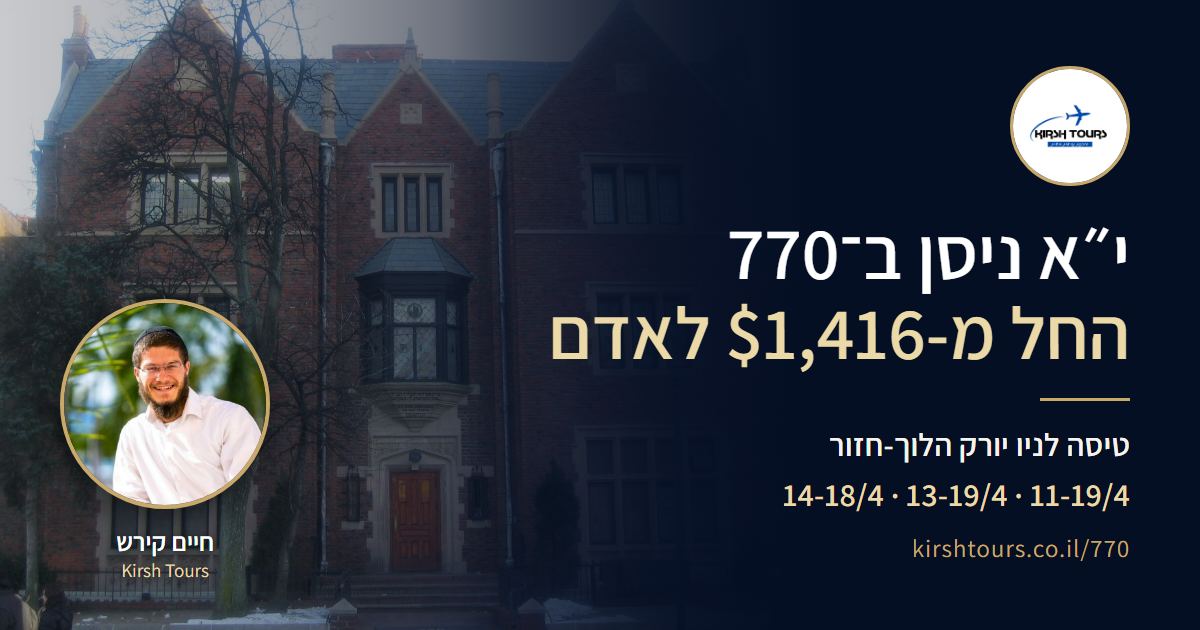 KIRSH TOURS
י״א ניסן ב־770
החל מ-$1,416 לאדם
טיסה לניו יורק הלוך-חזור
11-19/4 · 13-19/4 · 14-18/4
kirshtours.co.il/770
חיים קירש
Kirsh Tours